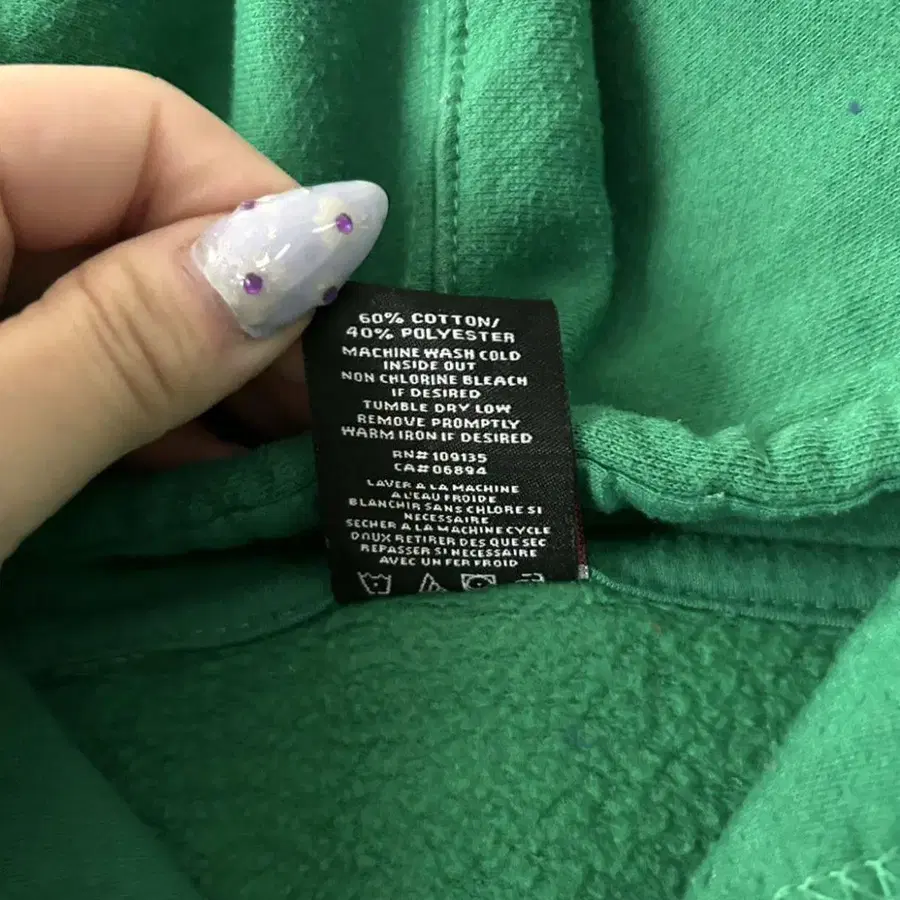 60% COTTON/
40% POLYESTER
MACHINE WASH COLD
INSIDE OUT
NON CHLORINE BLEACH
IF DESIRED
TUMBLE DRY LOW
REMOVE PROMPTLY
WARM IRON IF DESIRED
RN# 109135
CA# 06894
LAVER A LA MACHINE
A L'EAU FROIDE
BLANCHIR SANS CHLORE SI
NECESSAIRE
SECHER A LA MACHINE CYCLE
DOUX RETIRER DES QUE SEC
REPASSER SI NECESSAIRE
AVEC UN FER FROID